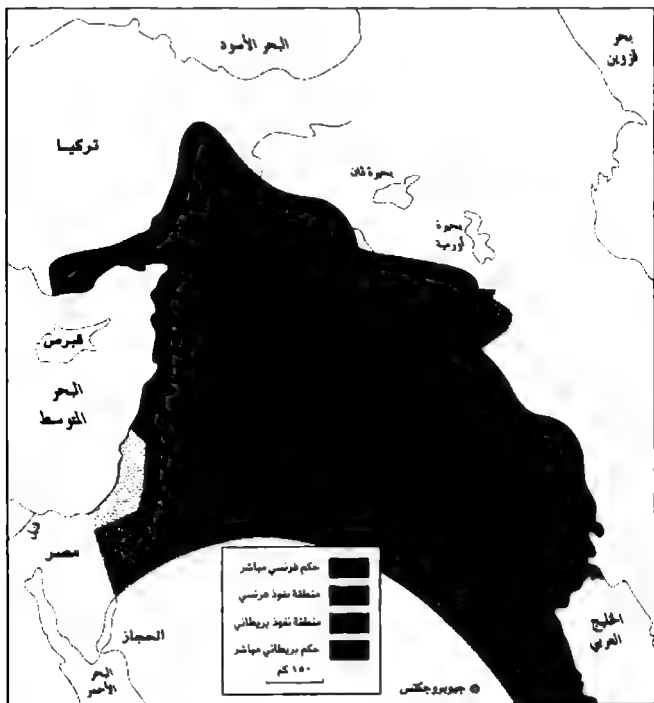 البحر الأسود
بحر
قزوين
تركيا
بحيرة ڤان
بحيرة
أورمية
قبرص
البحر
المتوسط
مصر
حكم فرنسي مباشر
منطقة نفوذ فرنسي
منطقة نفوذ بريطاني
حكم بريطاني مباشر
١٥٠ كم
الحجاز
البحر
الأحمر
الخليج
العربي
© جيوبروجكتس